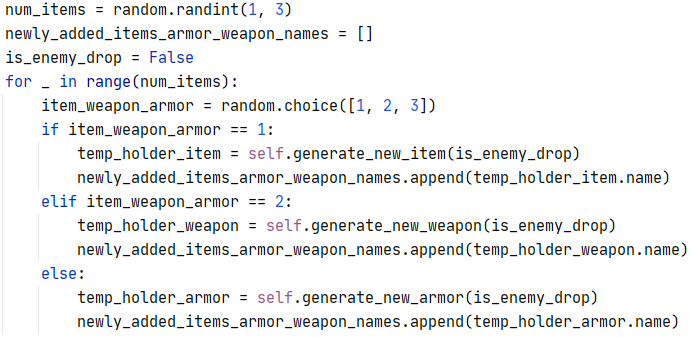 num_items = random.randint(1, 3)
newly_added_items_armor_weapon_names = []
is_enemy_drop = False
for _ in range(num_items):
    item_weapon_armor = random.choice([1, 2, 3])
    if item_weapon_armor == 1:
        temp_holder_item = self.generate_new_item(is_enemy_drop)
        newly_added_items_armor_weapon_names.append(temp_holder_item.name)
    elif item_weapon_armor == 2:
        temp_holder_weapon = self.generate_new_weapon(is_enemy_drop)
        newly_added_items_armor_weapon_names.append(temp_holder_weapon.name)
    else:
        temp_holder_armor = self.generate_new_armor(is_enemy_drop)
        newly_added_items_armor_weapon_names.append(temp_holder_armor.name)